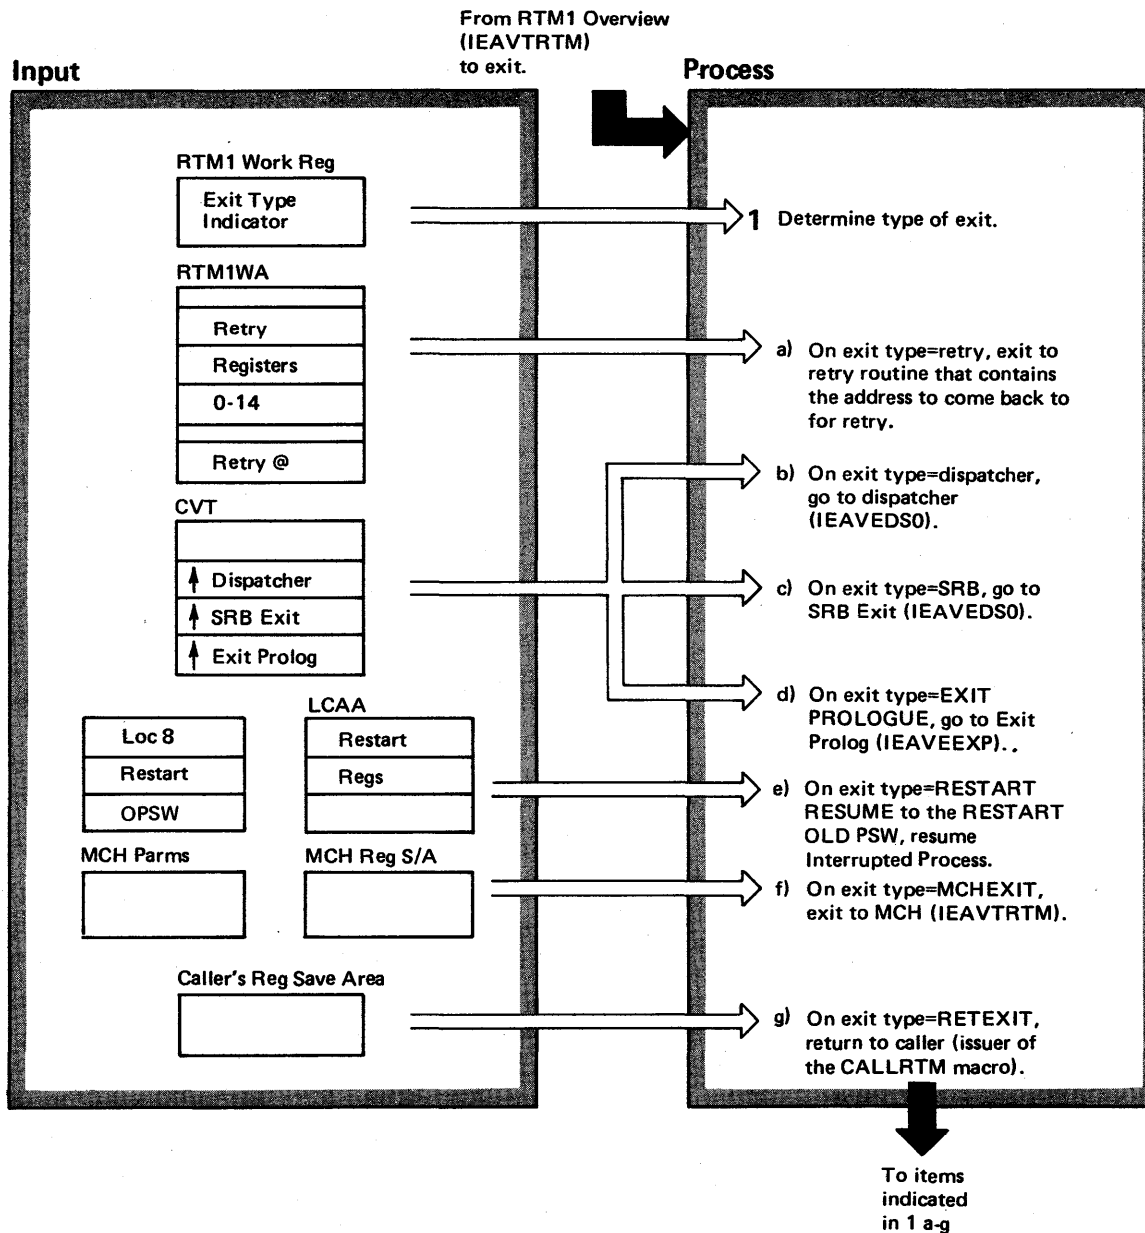 From RTM1 Overview
(IEAVTRTM)
to exit.
Input
Process
RTM1 Work Reg
Exit Type
Indicator
1 Determine type of exit.
RTM1WA
Retry
Registers
0-14
Retry @
a) On exit type=retry, exit to
retry routine that contains
the address to come back to
for retry.
CVT
Dispatcher
SRB Exit
Exit Prolog
b) On exit type=dispatcher,
go to dispatcher
(IEAVEDS0).
c) On exit type=SRB, go to
SRB Exit (IEAVEDS0).
d) On exit type=EXIT
PROLOGUE, go to Exit
Prolog (IEAVEEXP)..
Loc 8
Restart
OPSW
LCAA
Restart
Regs
e) On exit type=RESTART
RESUME to the RESTART
OLD PSW, resume
Interrupted Process.
MCH Parms
MCH Reg S/A
f) On exit type=MCHEXIT,
exit to MCH (IEAVTRTM).
Caller's Reg Save Area
g) On exit type=RETEXIT,
return to caller (issuer of
the CALLRTM macro).
To items
indicated
in 1 a-g